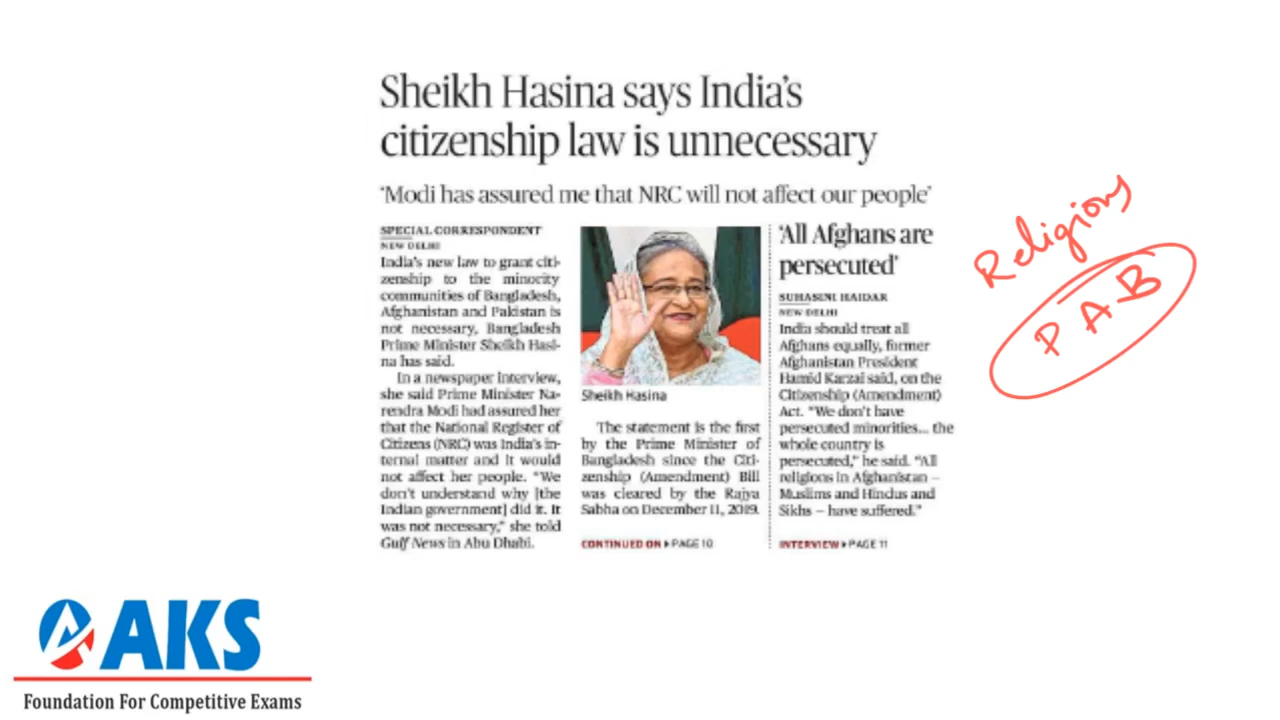 Sheikh Hasina says India's
citizenship law is unnecessary
'Modi has assured me that NRC will not affect our people'
SPECIAL CORRESPONDENT
NEW DELHI
India's new law to grant citi-
zenship to the minority
communities of Bangladesh,
Afghanistan and Pakistan is
not necessary, Bangladesh
Prime Minister Sheikh Hasi-
na has said.
In a newspaper interview,
she said Prime Minister Na-
rendra Modi had assured her
that the National Register of
Citizens (NRC) was India's in-
ternal matter and it would
not affect her people. "We
don't understand why [the
Indian government] did it. It
was not necessary," she told
Gulf News in Abu Dhabi.
Sheikh Hasina
The statement is the first
by the Prime Minister of
Bangladesh since the Citi-
zenship (Amendment) Bill
was cleared by the Rajya
Sabha on December 11, 2019.
CONTINUED ON ▶ PAGE 10
'All Afghans are
persecuted'
SUHASINI HAIDAR
NEW DELHI
India should treat all
Afghans equally, former
Afghanistan President
Hamid Karzai said, on the
Citizenship (Amendment)
Act. "We don't have
persecuted minorities... the
whole country is
persecuted," he said. "All
religions in Afghanistan –
Muslims and Hindus and
Sikhs – have suffered."
INTERVIEW ▶ PAGE 11
Religious
P A B
AKS
Foundation For Competitive Exams